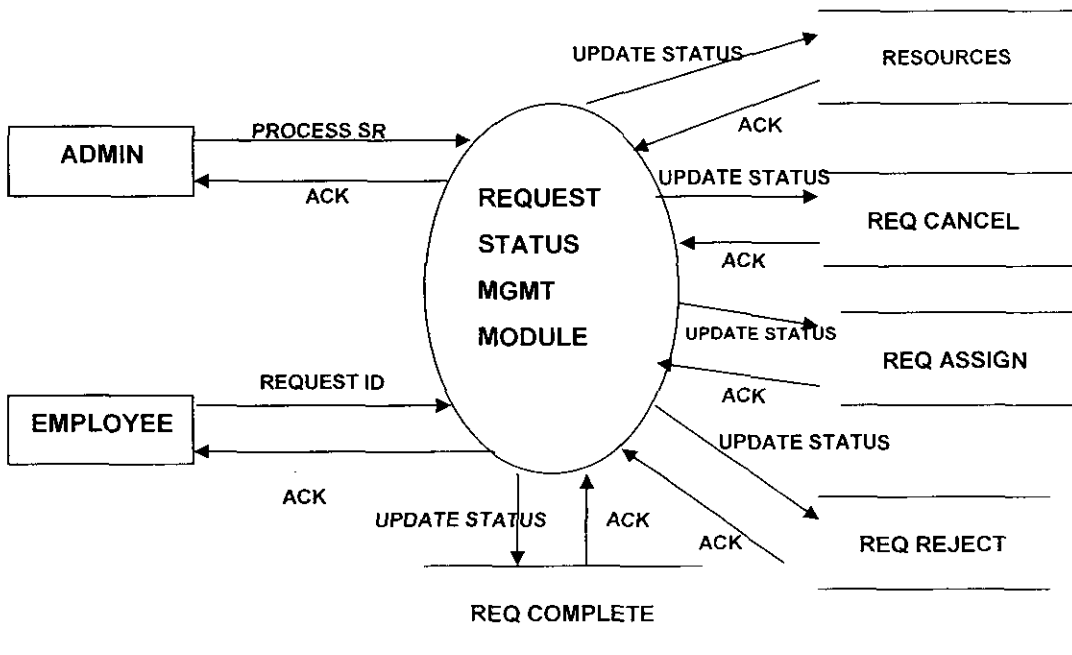 UPDATE STATUS
RESOURCES
ACK
PROCESS SR
ADMIN
ACK
UPDATE STATUS
REQUEST
STATUS
MGMT
MODULE
REQ CANCEL
ACK
UPDATE STATUS
REQ ASSIGN
ACK
REQUEST ID
EMPLOYEE
ACK
UPDATE STATUS
REQ REJECT
ACK
UPDATE STATUS
ACK
REQ COMPLETE